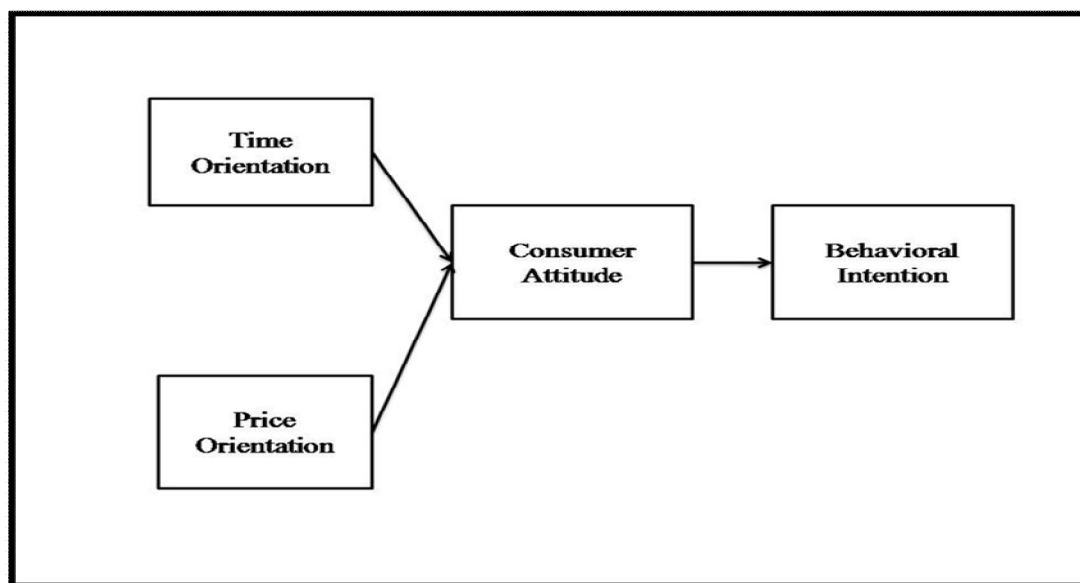 Time
Orientation
Consumer
Attitude
Behavioral
Intention
Price
Orientation